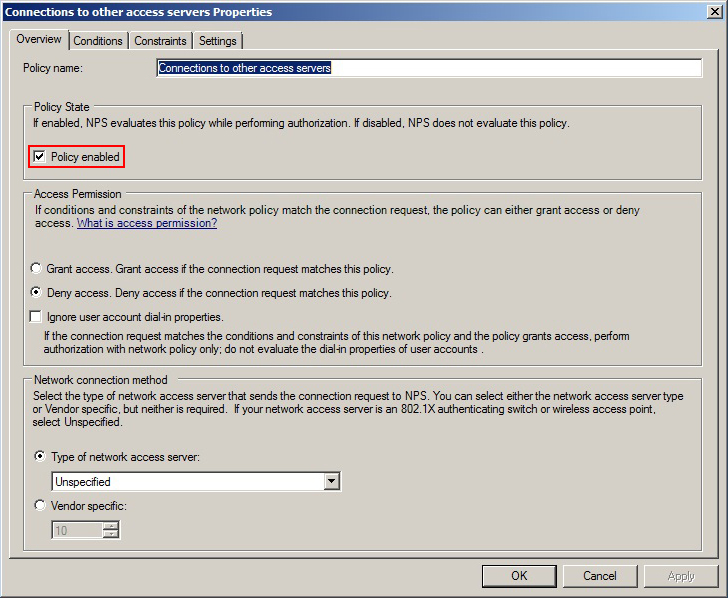 Connections to other access servers Properties
Overview
Conditions
Constraints
Settings
Policy name:
Connections to other access servers
Policy State
If enabled, NPS evaluates this policy while performing authorization. If disabled, NPS does not evaluate this policy.
Policy enabled
Access Permission
If conditions and constraints of the network policy match the connection request, the policy can either grant access or deny
access. What is access permission?
Grant access. Grant access if the connection request matches this policy.
Deny access. Deny access if the connection request matches this policy.
Ignore user account dial-in properties.
If the connection request matches the conditions and constraints of this network policy and the policy grants access, perform
authorization with network policy only; do not evaluate the dial-in properties of user accounts .
Network connection method
Select the type of network access server that sends the connection request to NPS. You can select either the network access server type
or Vendor specific, but neither is required.  If your network access server is an 802.1X authenticating switch or wireless access point,
select Unspecified.
Type of network access server:
Unspecified
Vendor specific:
10
OK
Cancel
Apply